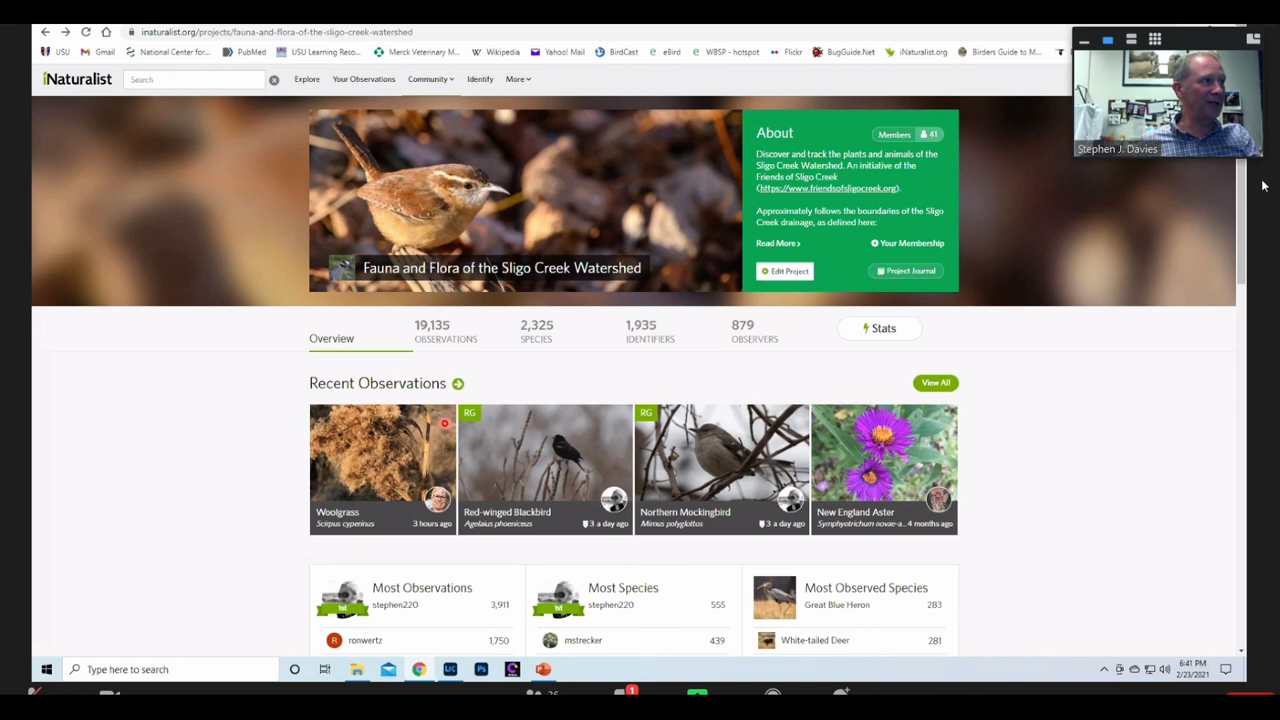 inaturalist.org/projects/fauna-and-flora-of-the-sligo-creek-watershed
USU Gmail National Center for... PubMed USU Learning Reso... Merck Veterinary M... Wikipedia Yahoo! Mail BirdCast eBird WBSP - hotspot Flickr BugGuide.Net iNaturalist.org Birders Guide to M...
iNaturalist Search Explore Your Observations Community Identify More
Stephen J. Davies
About Members 41
Discover and track the plants and animals of the
Sligo Creek Watershed. An initiative of the
Friends of Sligo Creek
(https://www.friendsofsligocreek.org).
Approximately follows the boundaries of the Sligo
Creek drainage, as defined here:
Read More > Your Membership
Edit Project Project Journal
Fauna and Flora of the Sligo Creek Watershed
Overview
19,135
OBSERVATIONS
2,325
SPECIES
1,935
IDENTIFIERS
879
OBSERVERS
Stats
Recent Observations
View All
Woolgrass
Scirpus cyperinus 3 hours ago
RG
Red-winged Blackbird
Agelaius phoeniceus 3 a day ago
RG
Northern Mockingbird
Mimus polyglottos 3 a day ago
New England Aster
Symphyotrichum novae-a... 4 months ago
Most Observations
1st
stephen220 3,911
R ronwertz 1,750
Most Species
1st
stephen220 555
mstrecker 439
Most Observed Species
Great Blue Heron 283
White-tailed Deer 281
Type here to search
Lrc Ps
6:41 PM
2/23/2021
1